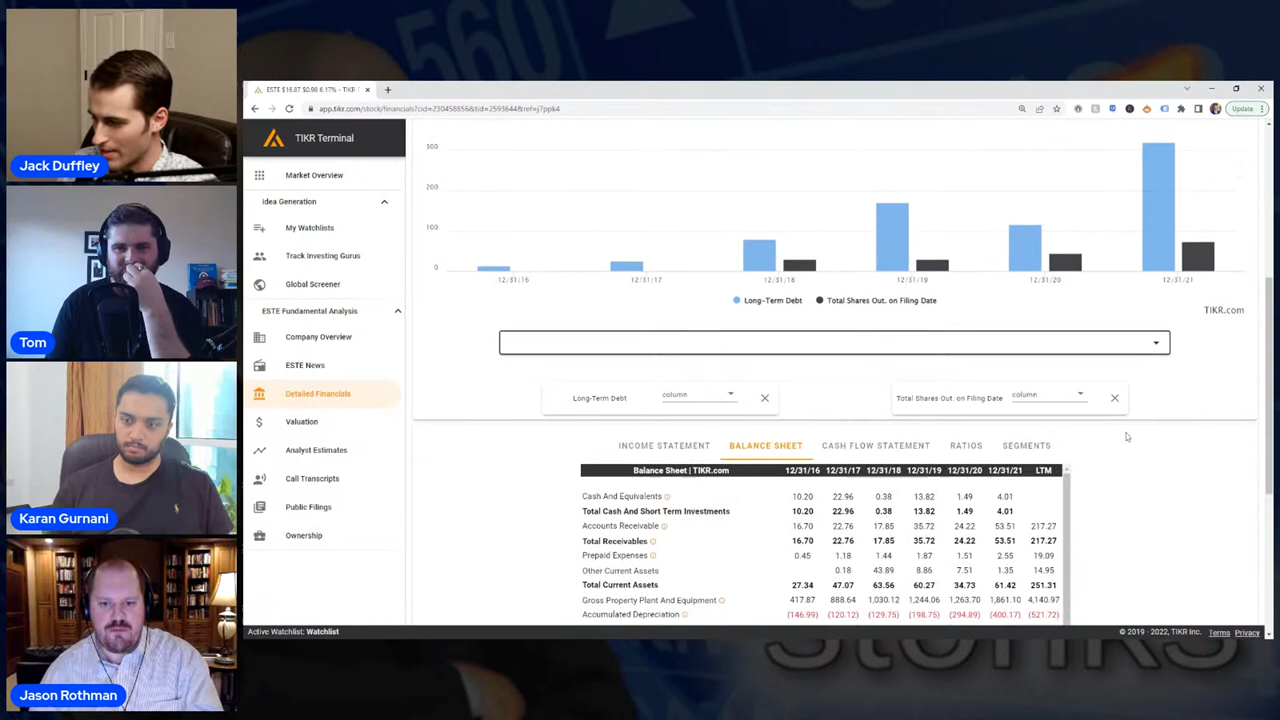 560
Jack Duffley
Tom
Karan Gurnani
Jason Rothman
ESTE $16.87 $0.98 6.17% - TIKR T
app.tikr.com/stock/financials?cid=230458856&tid=2593644&ref=j7ppk4
Update
TIKR Terminal
Market Overview
Idea Generation
My Watchlists
Track Investing Gurus
Global Screener
ESTE Fundamental Analysis
Company Overview
ESTE News
Detailed Financials
Valuation
Analyst Estimates
Call Transcripts
Public Filings
Ownership
Active Watchlist: Watchlist
300
200
100
0
12/31/16 12/31/17 12/31/18 12/31/19 12/31/20 12/31/21
Long-Term Debt Total Shares Out. on Filing Date
TIKR.com
Long-Term Debt column
Total Shares Out. on Filing Date column
INCOME STATEMENT BALANCE SHEET CASH FLOW STATEMENT RATIOS SEGMENTS
Balance Sheet | TIKR.com 12/31/16 12/31/17 12/31/18 12/31/19 12/31/20 12/31/21 LTM
Cash And Equivalents 10.20 22.96 0.38 13.82 1.49 4.01
Total Cash And Short Term Investments 10.20 22.96 0.38 13.82 1.49 4.01
Accounts Receivable 16.70 22.76 17.85 35.72 24.22 53.51 217.27
Total Receivables 16.70 22.76 17.85 35.72 24.22 53.51 217.27
Prepaid Expenses 0.45 1.18 1.44 1.87 1.51 2.55 19.09
Other Current Assets 0.18 43.89 8.86 7.51 1.35 14.95
Total Current Assets 27.34 47.07 63.56 60.27 34.73 61.42 251.31
Gross Property Plant And Equipment 417.87 888.64 1,030.12 1,244.06 1,263.70 1,861.10 4,140.97
Accumulated Depreciation (146.99) (120.12) (129.75) (198.75) (294.89) (400.17) (521.72)
© 2019 - 2022, TIKR Inc. Terms Privacy
Stonks